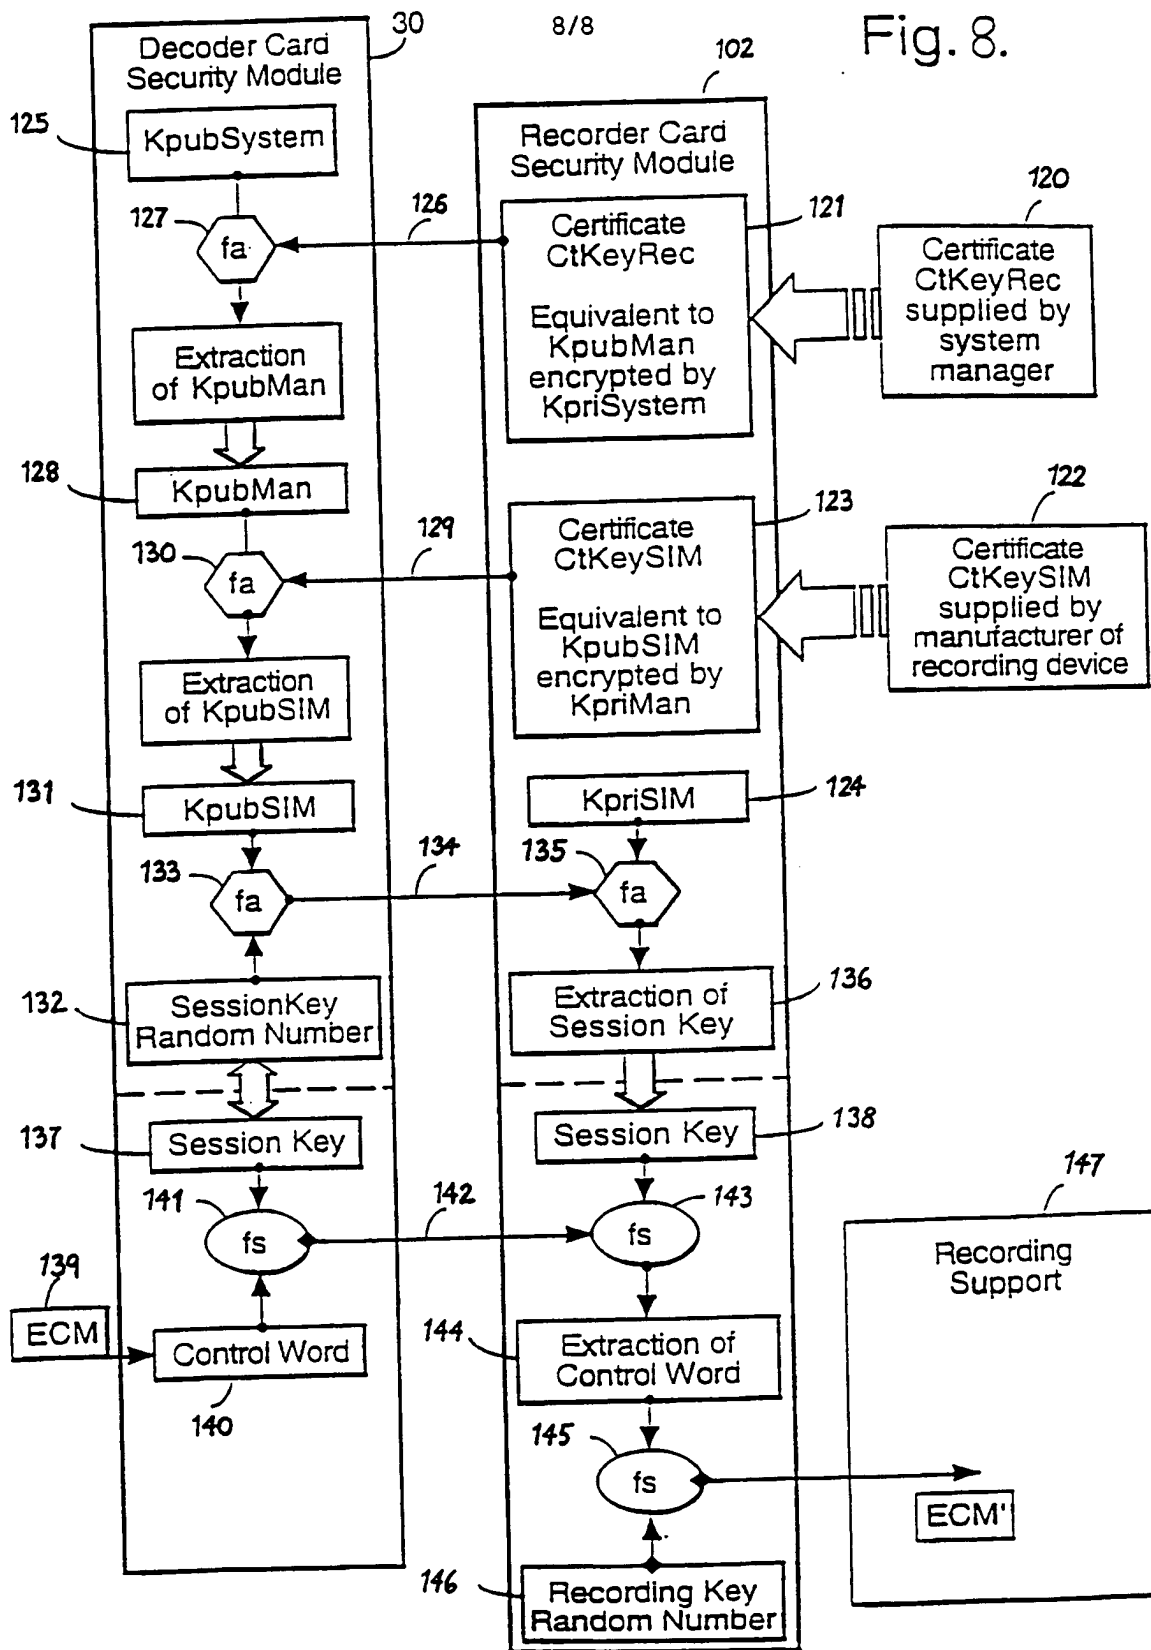 8/8
Fig. 8.
30
Decoder Card
Security Module
125
KpubSystem
127
fa
126
Extraction
of KpubMan
128
KpubMan
130
fa
129
Extraction
of KpubSIM
131
KpubSIM
133
fa
134
132
SessionKey
Random Number
137
Session Key
141
fs
142
139
ECM
Control Word
140
102
Recorder Card
Security Module
121
Certificate
CtKeyRec
Equivalent to
KpubMan
encrypted by
KpriSystem
120
Certificate
CtKeyRec
supplied by
system
manager
123
Certificate
CtKeySIM
Equivalent to
KpubSIM
encrypted by
KpriMan
122
Certificate
CtKeySIM
supplied by
manufacturer of
recording device
KpriSIM
124
135
fa
136
Extraction of
Session Key
Session Key
138
143
fs
144
Extraction of
Control Word
145
fs
146
Recording Key
Random Number
147
Recording
Support
ECM'